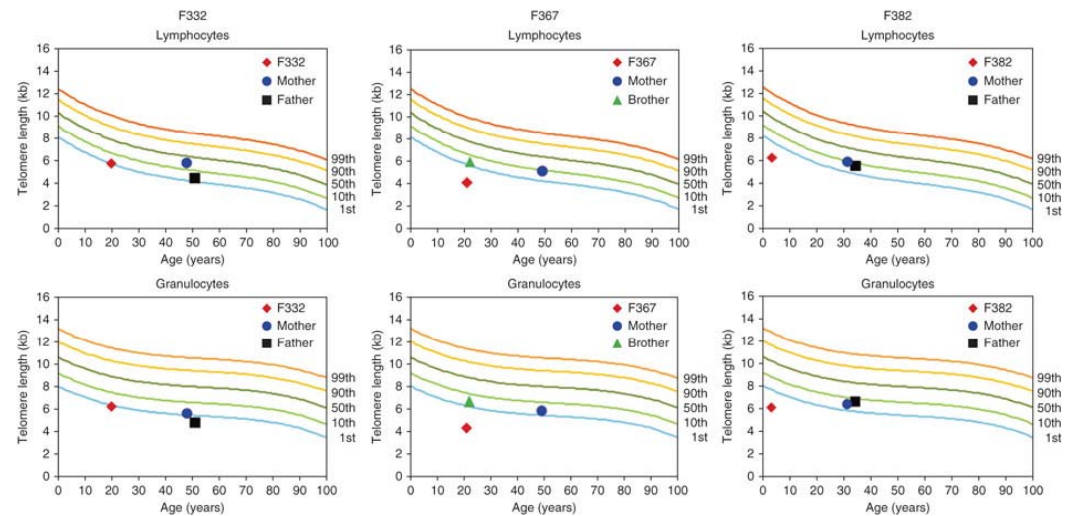 F332
Lymphocytes
16
14
12
10
8
6
4
2
0
Telomere length (kb)
F332
Mother
Father
99th
90th
50th
10th
1st
0 10 20 30 40 50 60 70 80 90 100
Age (years)
F367
Lymphocytes
16
14
12
10
8
6
4
2
0
Telomere length (kb)
F367
Mother
Brother
99th
90th
50th
10th
1st
0 10 20 30 40 50 60 70 80 90 100
Age (years)
F382
Lymphocytes
16
14
12
10
8
6
4
2
0
Telomere length (kb)
F382
Mother
Father
99th
90th
50th
10th
1st
0 10 20 30 40 50 60 70 80 90 100
Age (years)
Granulocytes
16
14
12
10
8
6
4
2
0
Telomere length (kb)
F332
Mother
Father
99th
90th
50th
10th
1st
0 10 20 30 40 50 60 70 80 90 100
Age (years)
Granulocytes
16
14
12
10
8
6
4
2
0
Telomere length (kb)
F367
Mother
Brother
99th
90th
50th
10th
1st
0 10 20 30 40 50 60 70 80 90 100
Age (years)
Granulocytes
16
14
12
10
8
6
4
2
0
Telomere length (kb)
F382
Mother
Father
99th
90th
50th
10th
1st
0 10 20 30 40 50 60 70 80 90 100
Age (years)